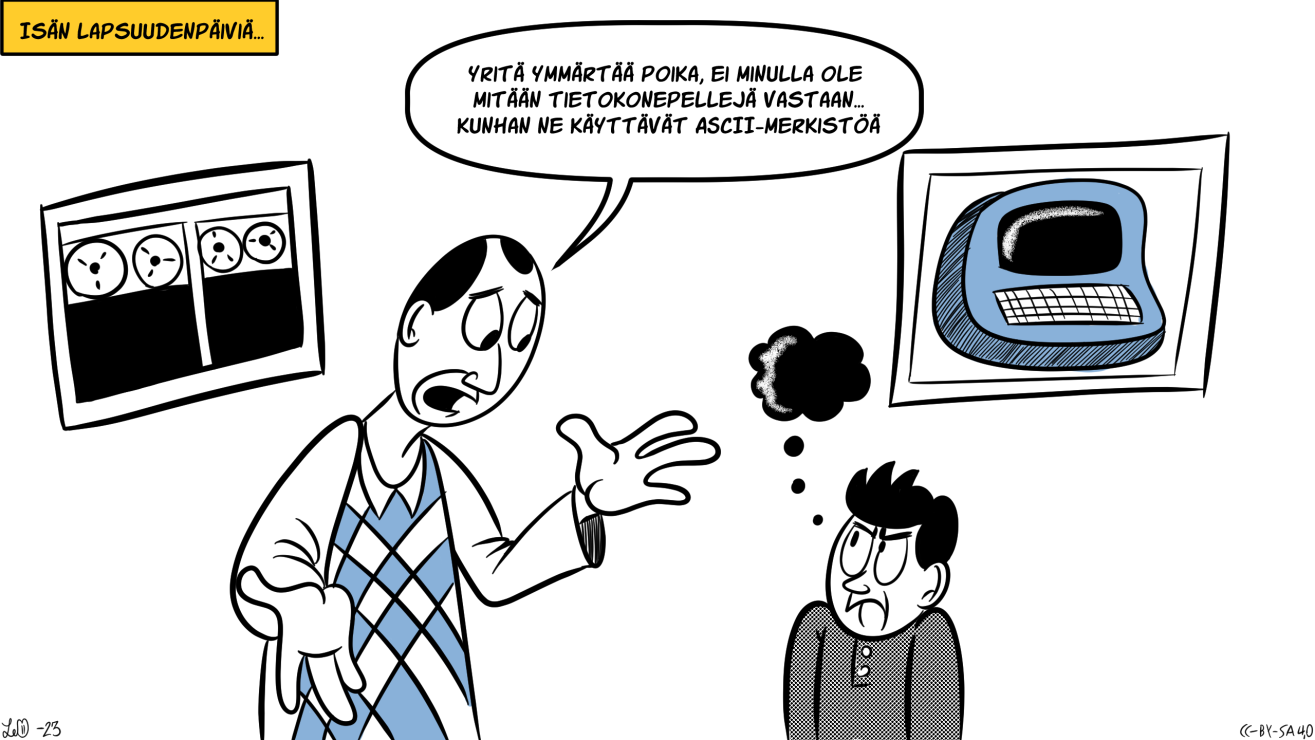 ISÄN LAPSUUDENPÄIVIÄ...
YRITÄ YMMÄRTÄÄ POIKA, EI MINULLA OLE
MITÄÄN TIETOKONEPELLEJÄ VASTAAN...
KUNHAN NE KÄYTTÄVÄT ASCII-MERKISTÖÄ
-23
CC-BY-SA 4.0